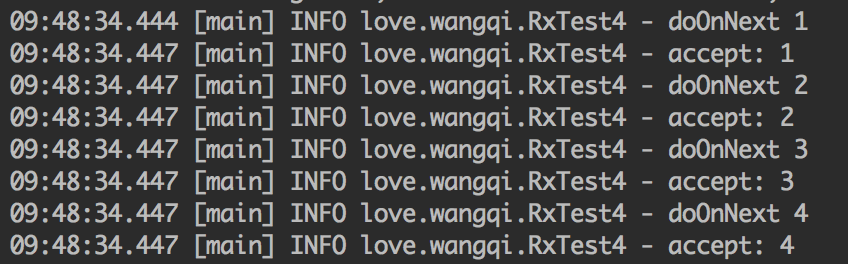 09:48:34.444 [main] INFO love.wangqi.RxTest4 - doOnNext 1
09:48:34.447 [main] INFO love.wangqi.RxTest4 - accept: 1
09:48:34.447 [main] INFO love.wangqi.RxTest4 - doOnNext 2
09:48:34.447 [main] INFO love.wangqi.RxTest4 - accept: 2
09:48:34.447 [main] INFO love.wangqi.RxTest4 - doOnNext 3
09:48:34.447 [main] INFO love.wangqi.RxTest4 - accept: 3
09:48:34.447 [main] INFO love.wangqi.RxTest4 - doOnNext 4
09:48:34.447 [main] INFO love.wangqi.RxTest4 - accept: 4